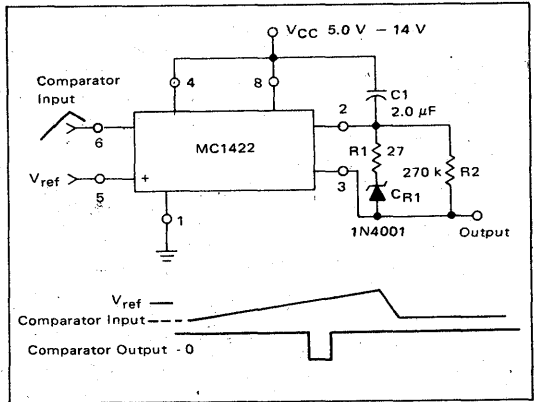 VCC 5.0 V – 14 V
Comparator
Input
4
8
C1
2.0 µF
2
6
MC1422
R1
27
270 k
R2
3
Vref
+
5
CR1
1
1N4001
Output
Vref
Comparator Input
Comparator Output - 0